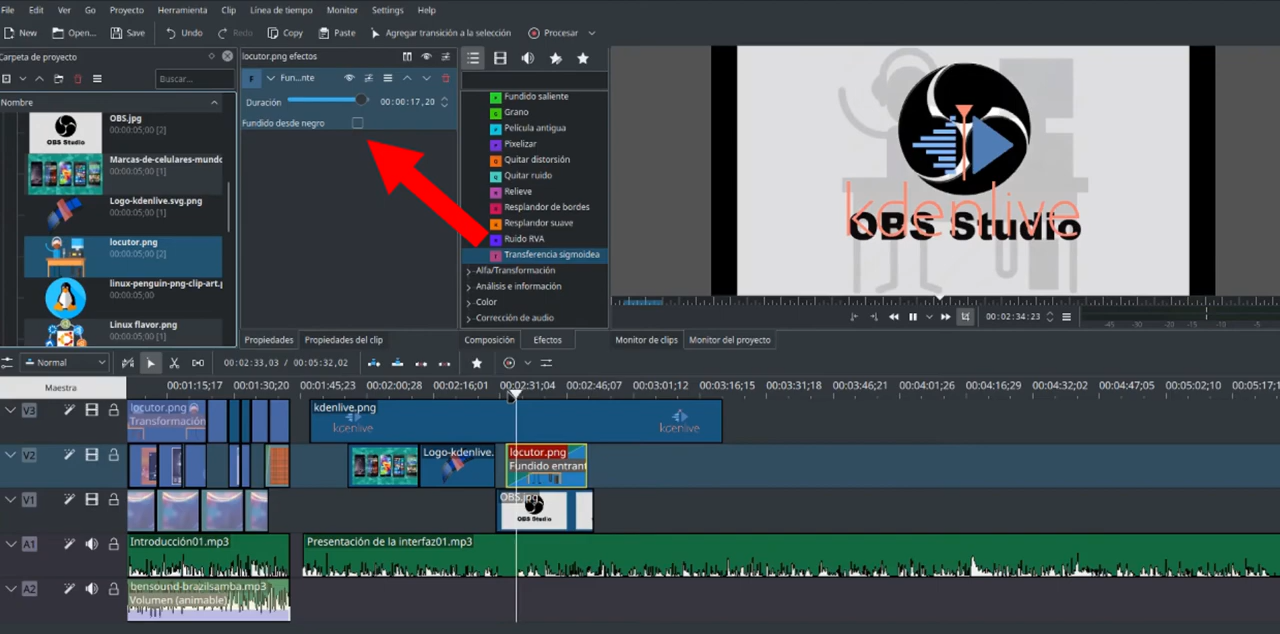 File Edit Ver Go Proyecto Herramienta Clip Línea de tiempo Monitor Settings Help
New Open... Save Undo Redo Copy Paste Agregar transición a la selección Procesar
Carpeta de proyecto
Buscar...
Nombre
OBS.jpg
00:00:05;00 [2]
OBS Studio
Marcas-de-celulares-mundo
00:00:05;00 [1]
Logo-kdenlive.svg.png
00:00:05;00 [1]
locutor.png
00:00:05;00 [2]
linux-penguin-png-clip-art.p
00:00:05;00
Linux flavor.png
00:00:05;00 [1]
locutor.png efectos
F Fun...nte
Duración 00:00:17,20
Fundido desde negro
Propiedades Propiedades del clip
Fundido saliente
Grano
Película antigua
Pixelizar
Quitar distorsión
Quitar ruido
Relieve
Resplandor de bordes
Resplandor suave
Ruido RVA
Transferencia sigmoidea
Alfa/Transformación
Análisis e información
Color
Corrección de audio
Composición Efectos
kdenlive
OBS Studio
00:02:34:23
-45 -30 -20 -15 -10 -5
Monitor de clips Monitor del proyecto
Normal 00:02:33,03 / 00:05:32,02
Maestra 00:01:15;17 00:01:30;20 00:01:45;23 00:02:00;28 00:02:16;01 00:02:31;04 00:02:46;07 00:03:01;12 00:03:16;15 00:03:31;18 00:03:46;21 00:04:01;26 00:04:16;29 00:04:32;02 00:04:47;05 00:05:02;10 00:05:17;1
V3 locutor.png kdenlive.png
Transformación kdenlive kdenlive
V2 Logo-kdenlive. locutor.png
Fundido entrant
V1 OBS.jpg
OBS Studio
A1 Introducción01.mp3 Presentación de la interfaz01.mp3
A2 bensound-brazilsamba.mp3
Volumen (animable)